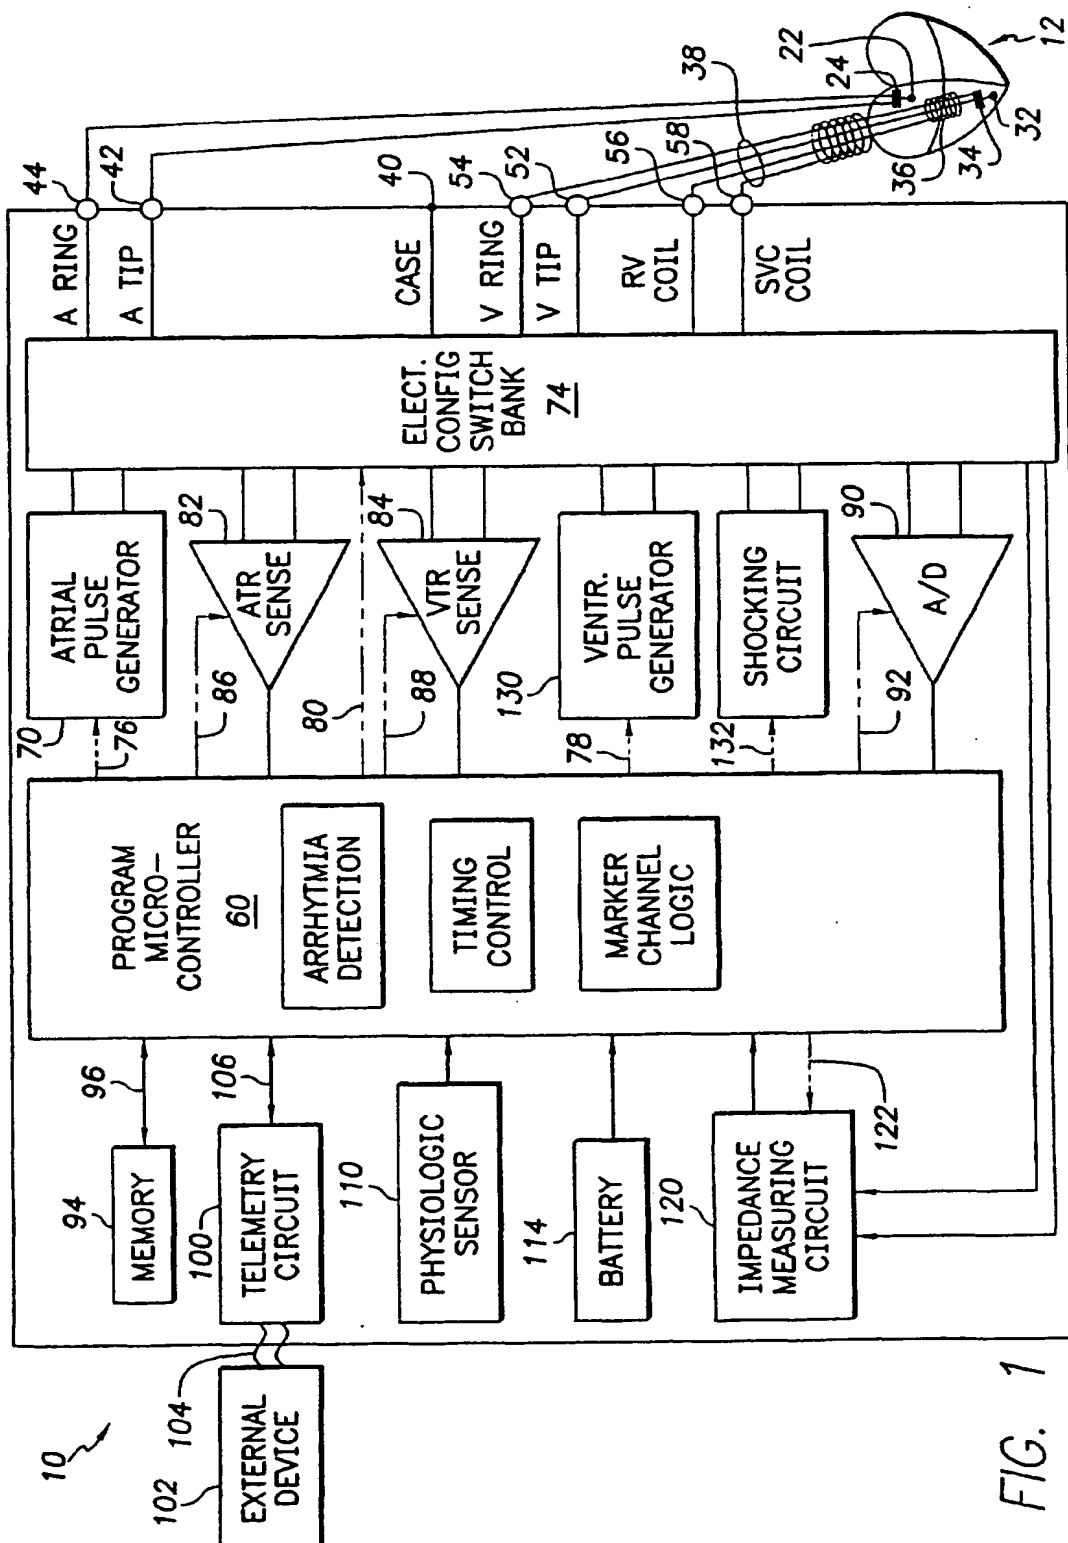 10
102
EXTERNAL
DEVICE
104
94
MEMORY
96
100
TELEMETRY
CIRCUIT
106
110
PHYSIOLOGIC
SENSOR
114
BATTERY
120
IMPEDANCE
MEASURING
CIRCUIT
122
PROGRAM
MICRO-
CONTROLLER
60
ARRHYTMIA
DETECTION
TIMING
CONTROL
MARKER
CHANNEL
LOGIC
70
76
ATRIAL
PULSE
GENERATOR
82
ATR
SENSE
86
80
84
VTR
SENSE
88
130
VENTR.
PULSE
GENERATOR
78
SHOCKING
CIRCUIT
132
90
A/D
92
ELECT.
CONFIG
SWITCH
BANK
74
A RING
44
A TIP
42
CASE
40
V RING
54
V TIP
52
RV
COIL
56
SVC
COIL
58
38
24
22
36
34
32
12
FIG. 1